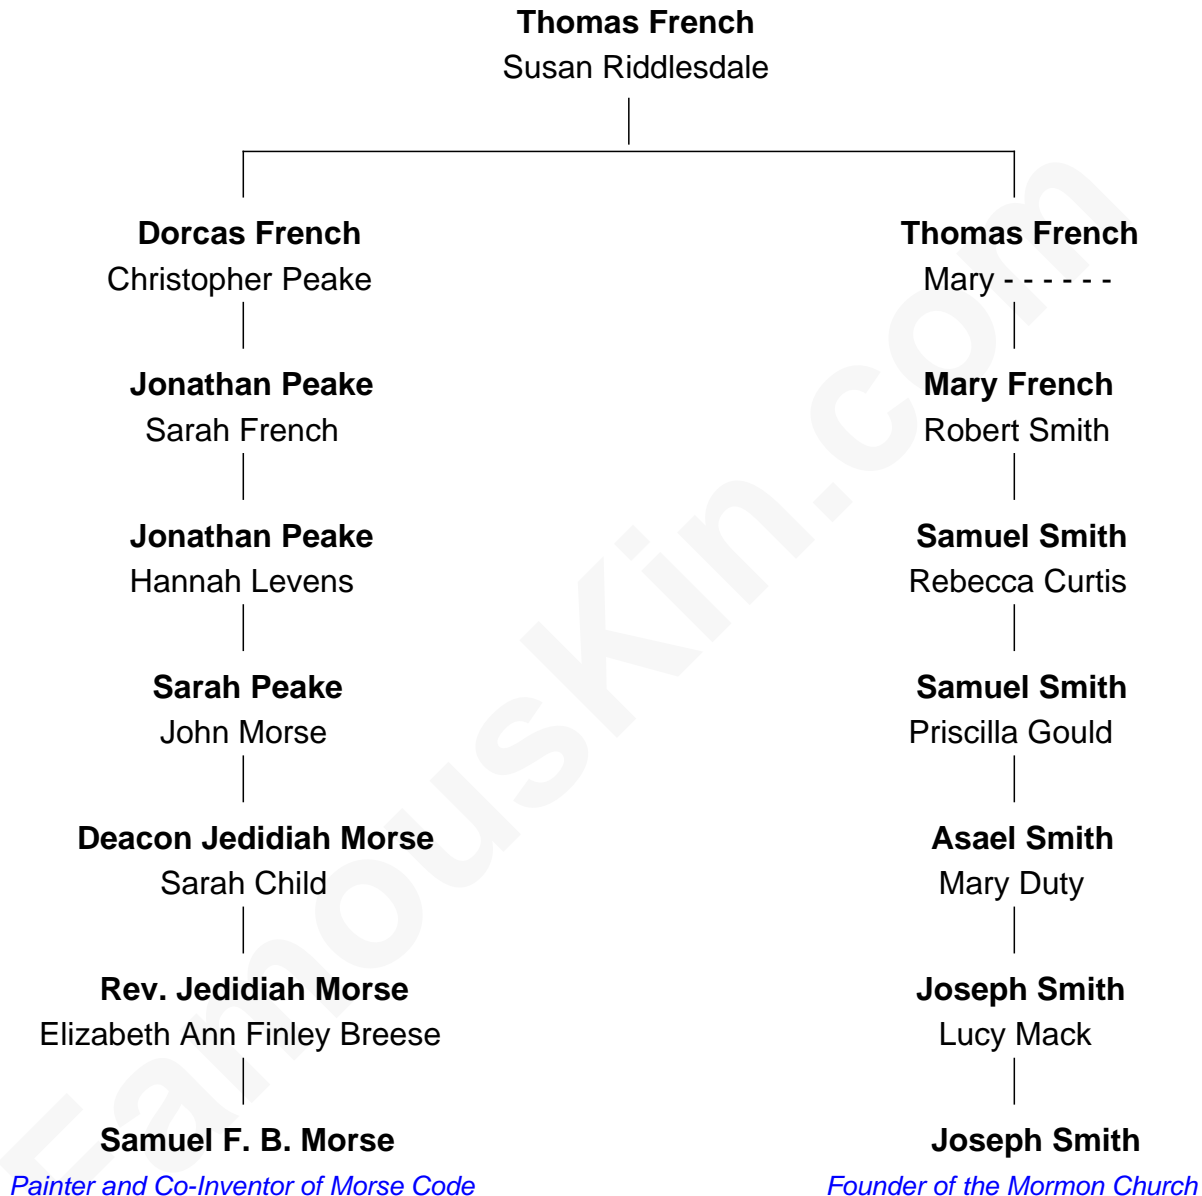 Thomas French
Susan Riddlesdale
Dorcas French
Christopher Peake
Jonathan Peake
Sarah French
Jonathan Peake
Hannah Levens
Sarah Peake
John Morse
Deacon Jedidiah Morse
Sarah Child
Rev. Jedidiah Morse
Elizabeth Ann Finley Breese
Samuel F. B. Morse
Painter and Co-Inventor of Morse Code
Thomas French
Mary - - - - - -
Mary French
Robert Smith
Samuel Smith
Rebecca Curtis
Samuel Smith
Priscilla Gould
Asael Smith
Mary Duty
Joseph Smith
Lucy Mack
Joseph Smith
Founder of the Mormon Church
FamousKin.com